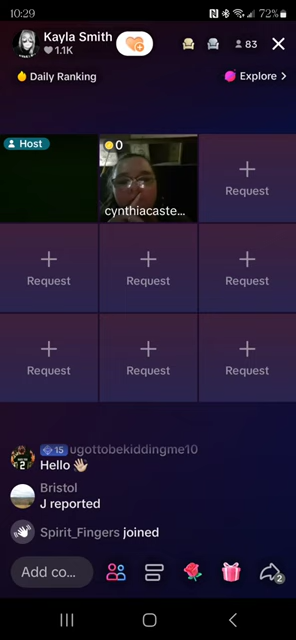 10:29
72%
Kayla Smith
1.1K
83
Daily Ranking
Explore
Host
0
cynthiacaste...
Request
Request
Request
Request
Request
Request
Request
15 ugottobekiddingme10
Hello
Bristol
J reported
Spirit_Fingers joined
Add co...
2